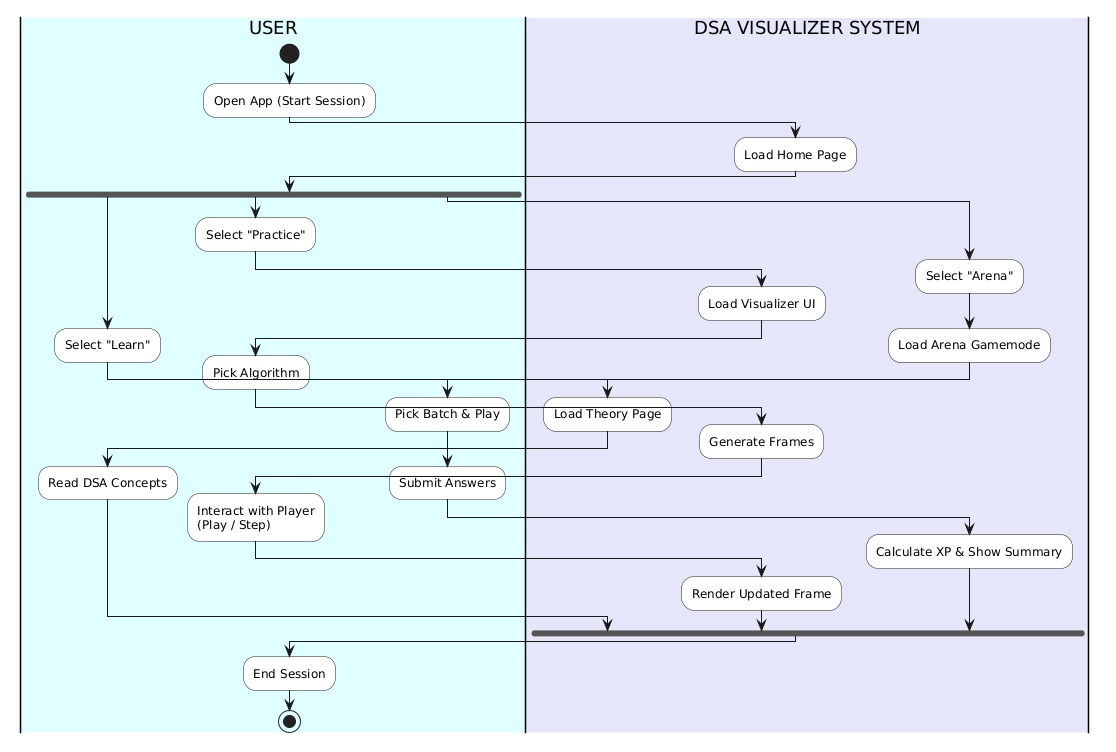 USER
DSA VISUALIZER SYSTEM
Open App (Start Session)
Load Home Page
Select "Practice"
Select "Arena"
Load Visualizer UI
Select "Learn"
Load Arena Gamemode
Pick Algorithm
Pick Batch & Play
Load Theory Page
Generate Frames
Read DSA Concepts
Submit Answers
Interact with Player
(Play / Step)
Calculate XP & Show Summary
Render Updated Frame
End Session